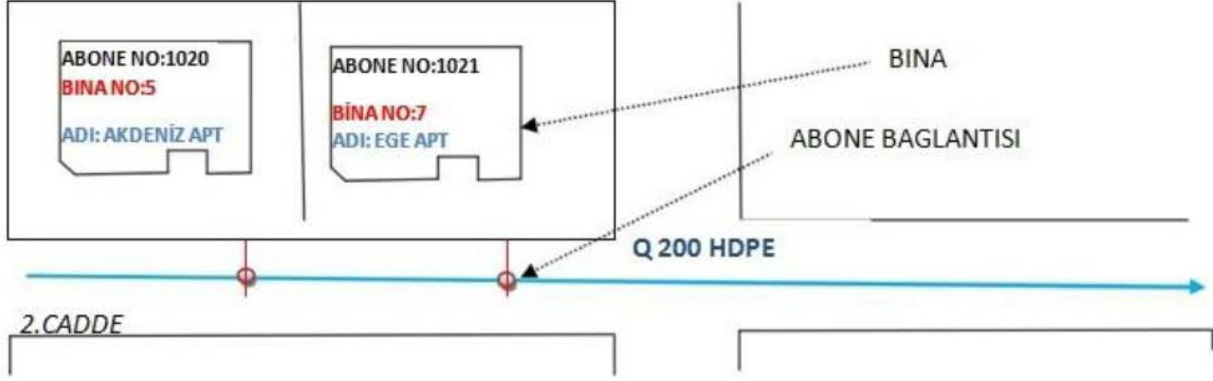 ABONE NO:1020
BINA NO:5
ADI: AKDENİZ APT
ABONE NO:1021
BİNA NO:7
ADI: EGE APT
BINA
ABONE BAGLANTISI
Q 200 HDPE
2.CADDE